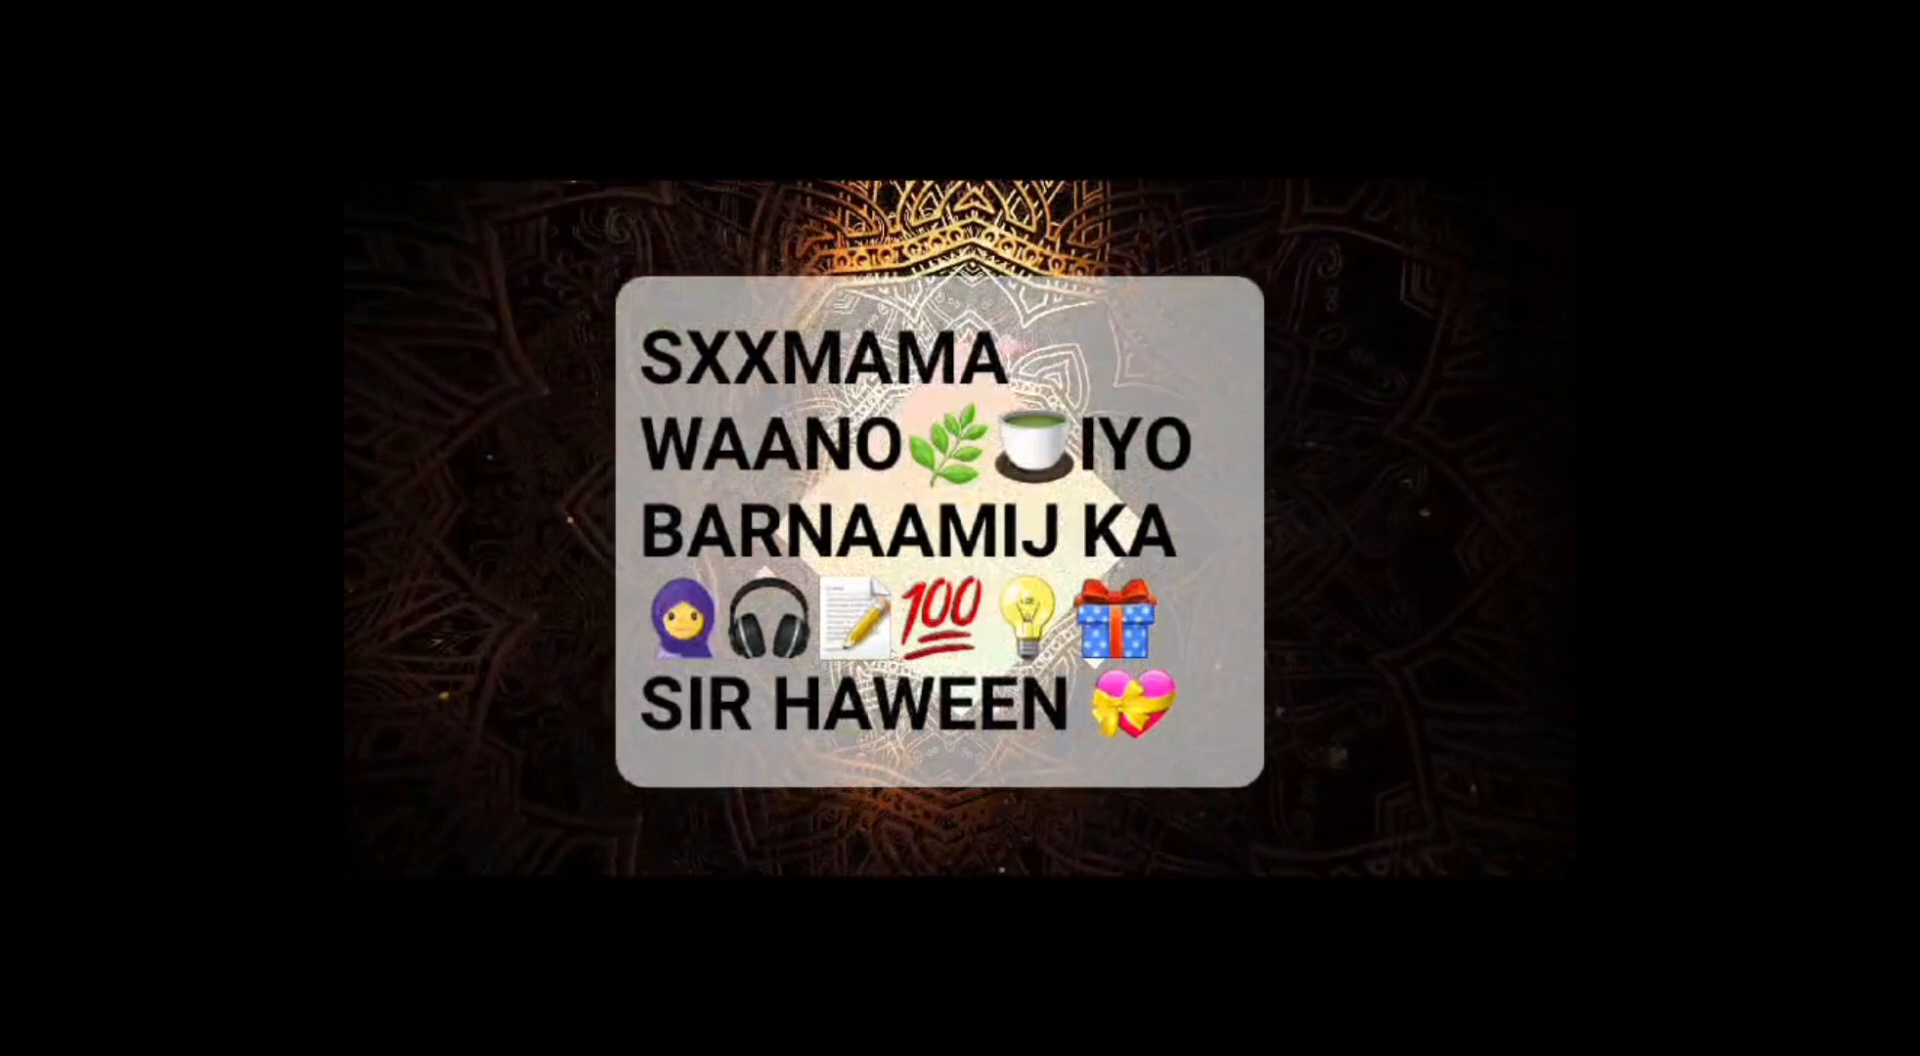 SXXMAMA
WAANO🌿🍵IYO
BARNAAMIJ KA
🧕🎧📝💯💡🎁
SIR HAWEEN 💝